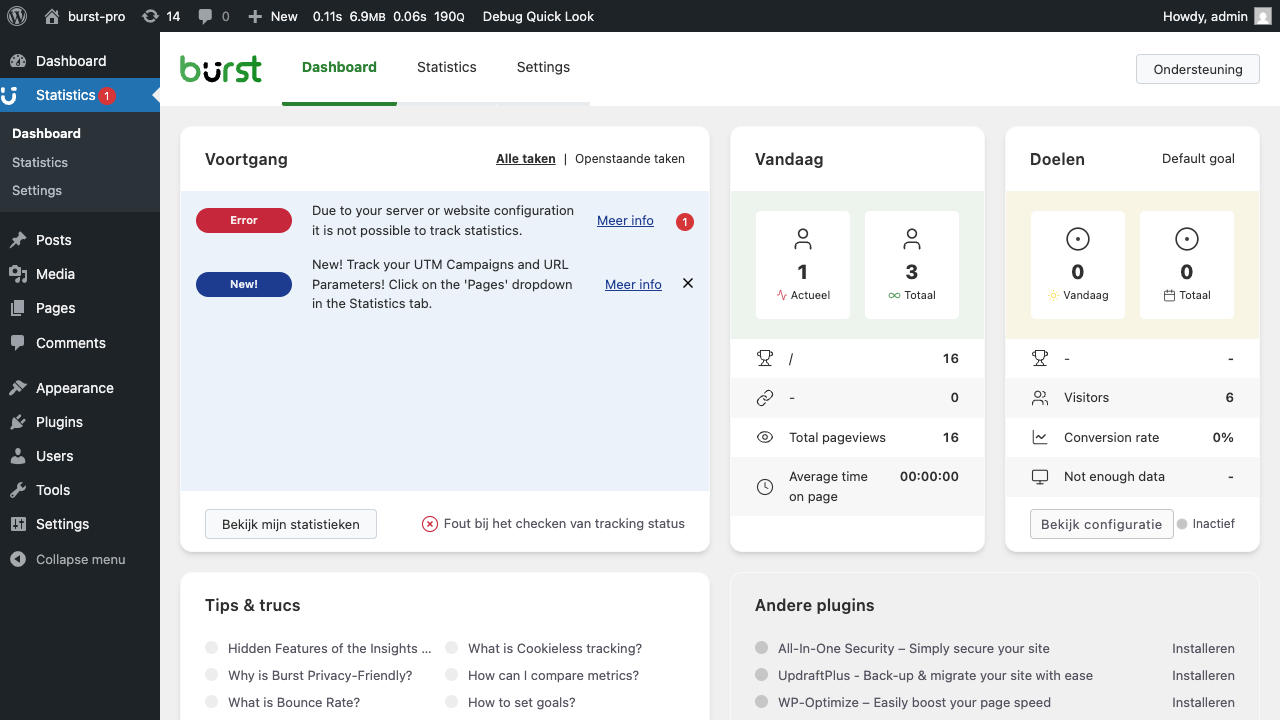 burst-pro 14 0 New 0.11s 6.9MB 0.06s 190Q Debug Quick Look Howdy, admin
Dashboard
Statistics 1
Dashboard
Statistics
Settings
Posts
Media
Pages
Comments
Appearance
Plugins
Users
Tools
Settings
Collapse menu
burst Dashboard Statistics Settings Ondersteuning
Voortgang Alle taken | Openstaande taken
Error Due to your server or website configuration
it is not possible to track statistics. Meer info 1
New! New! Track your UTM Campaigns and URL
Parameters! Click on the 'Pages' dropdown
in the Statistics tab. Meer info
Bekijk mijn statistieken Fout bij het checken van tracking status
Vandaag
1 3
Actueel Totaal
/ 16
- 0
Total pageviews 16
Average time
on page 00:00:00
Doelen Default goal
0 0
Vandaag Totaal
- -
Visitors 6
Conversion rate 0%
Not enough data -
Bekijk configuratie Inactief
Tips & trucs
Hidden Features of the Insights ... What is Cookieless tracking?
Why is Burst Privacy-Friendly? How can I compare metrics?
What is Bounce Rate? How to set goals?
Andere plugins
All-In-One Security – Simply secure your site Installeren
UpdraftPlus - Back-up & migrate your site with ease Installeren
WP-Optimize – Easily boost your page speed Installeren